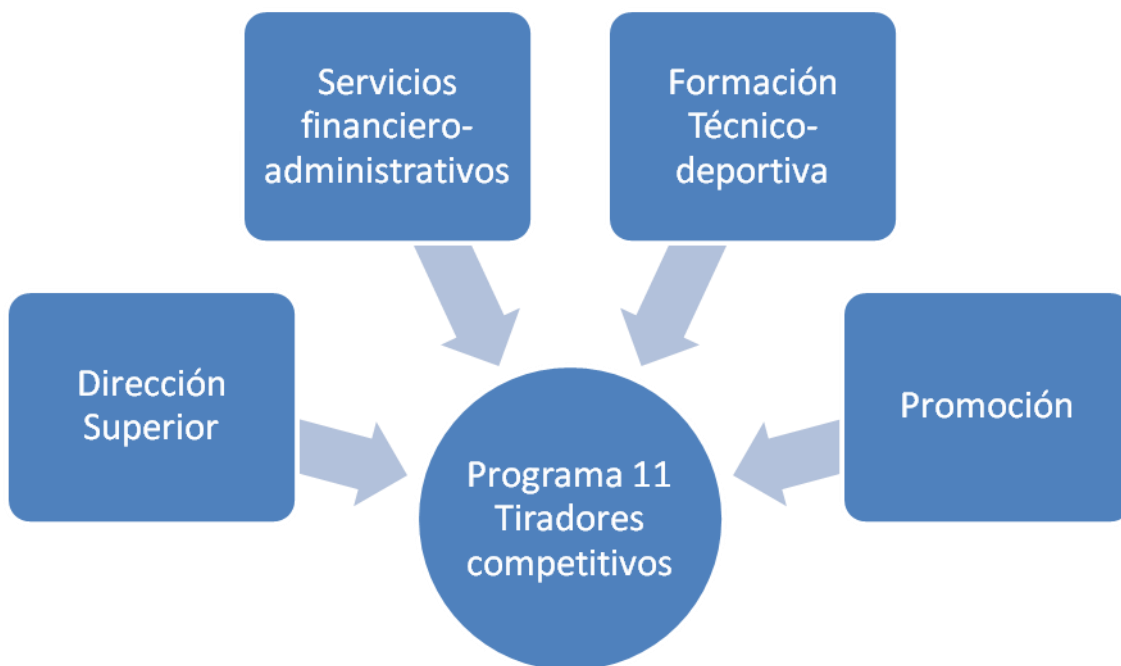 Servicios
financiero-
administrativos
Formación
Técnico-
deportiva
Dirección
Superior
Promoción
Programa 11
Tiradores
competitivos